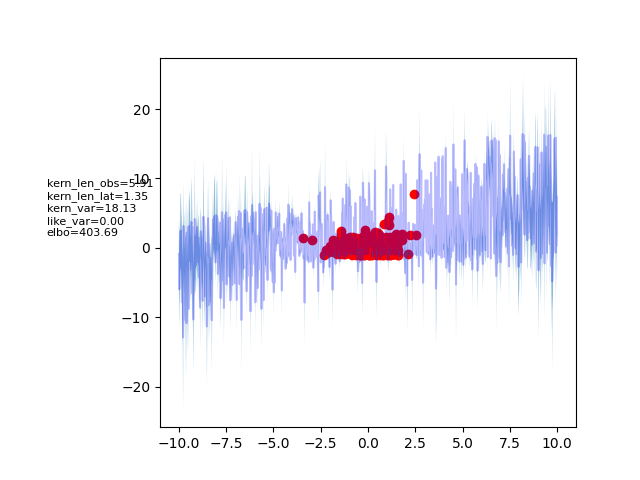 20
10
0
−10
−20
kern_len_obs=5.91
kern_len_lat=1.35
kern_var=18.13
like_var=0.00
elbo=403.69
−10.0 −7.5 −5.0 −2.5 0.0 2.5 5.0 7.5 10.0